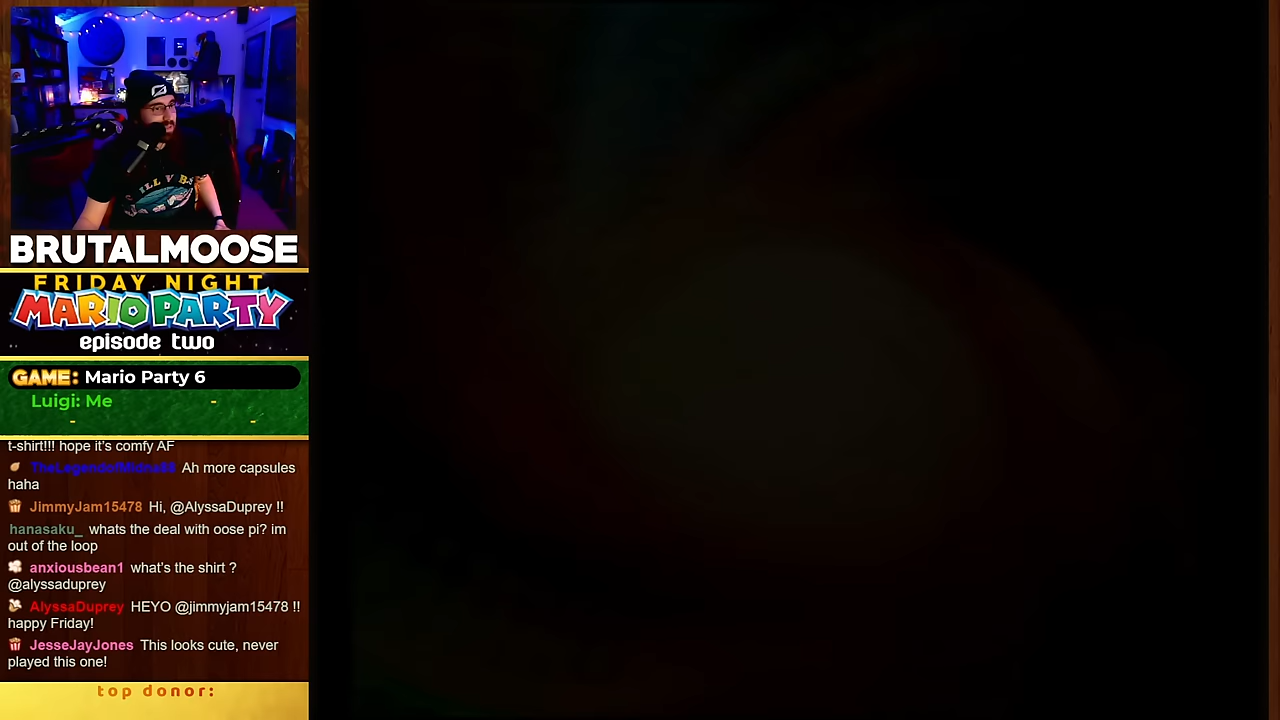 BRUTALMOOSE
FRIDAY NIGHT
MARIO PARTY
episode two
GAME: Mario Party 6
Luigi: Me -
- -
t-shirt!!! hope it's comfy AF
TheLegendofMidna88 Ah more capsules
haha
JimmyJam15478 Hi, @AlyssaDuprey !!
hanasaku_ whats the deal with oose pi? im
out of the loop
anxiousbean1 what's the shirt ?
@alyssaduprey
AlyssaDuprey HEYO @jimmyjam15478 !!
happy Friday!
JesseJayJones This looks cute, never
played this one!
top donor: